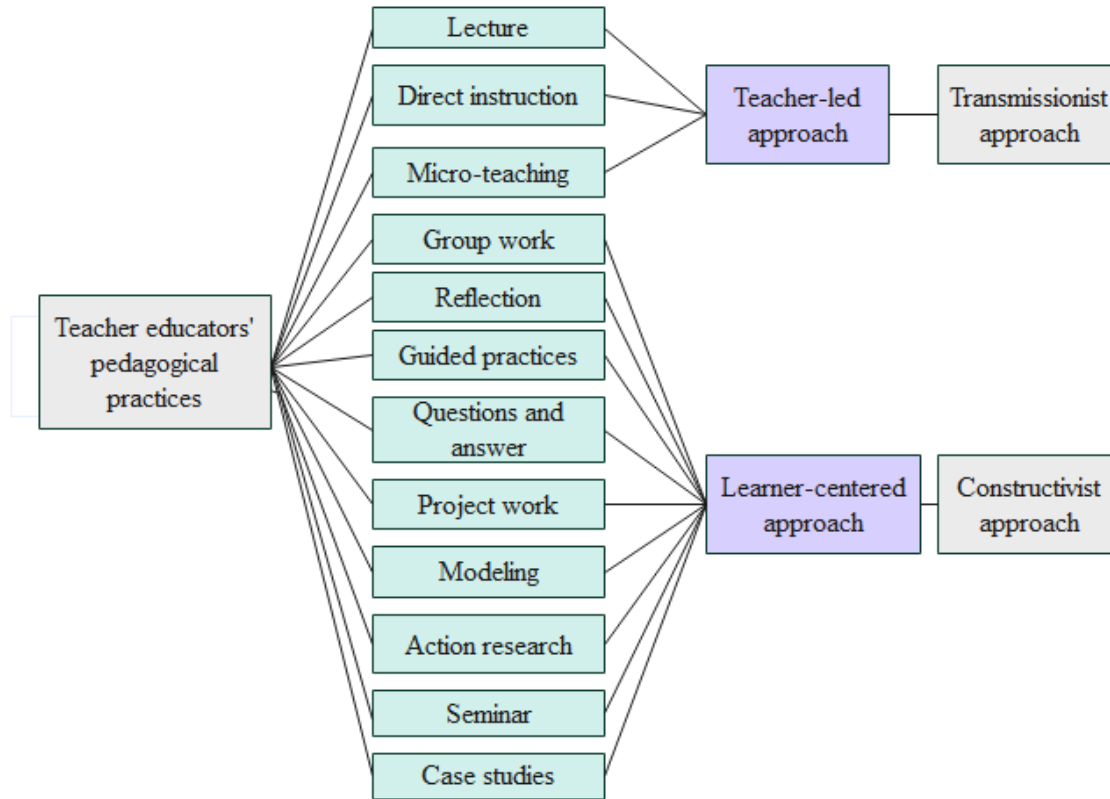 Lecture
Direct instruction
Micro-teaching
Group work
Reflection
Guided practices
Questions and
answer
Project work
Modeling
Action research
Seminar
Case studies
Teacher educators'
pedagogical
practices
Teacher-led
approach
Transmissionist
approach
Learner-centered
approach
Constructivist
approach